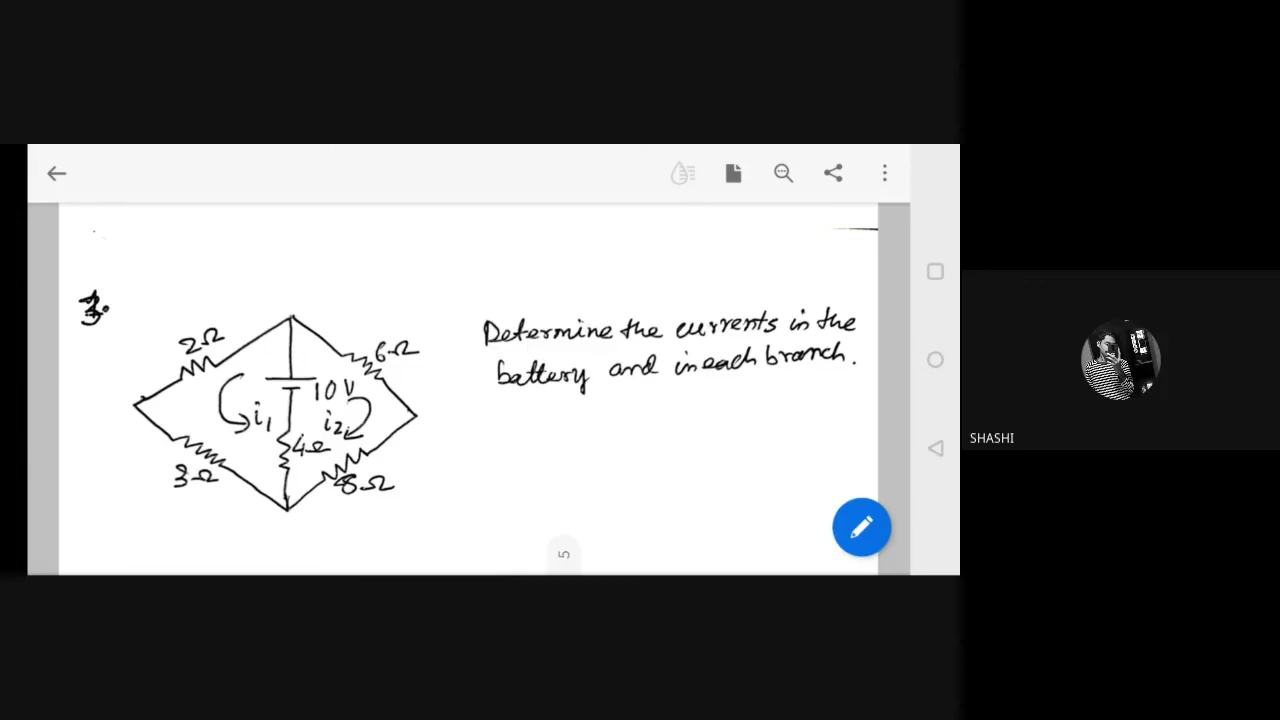 3.
2Ω
6Ω
10 V
i1
i2
4Ω
3Ω
8Ω
Determine the currents in the
battery and in each branch.
5
SHASHI